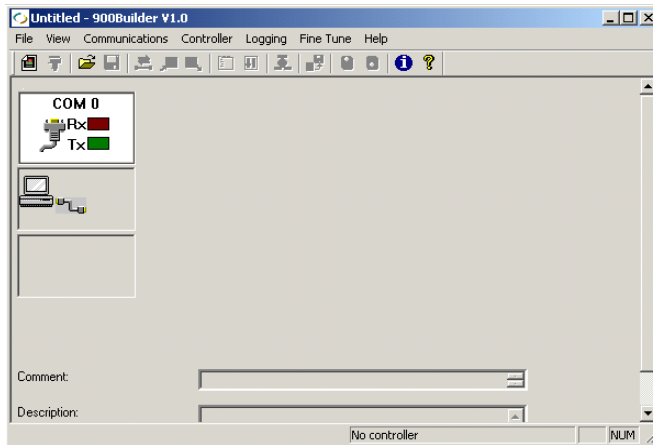 Untitled - 900Builder V1.0
File View Communications Controller Logging Fine Tune Help
COM 0
Rx
Tx
Comment:
Description:
No controller NUM